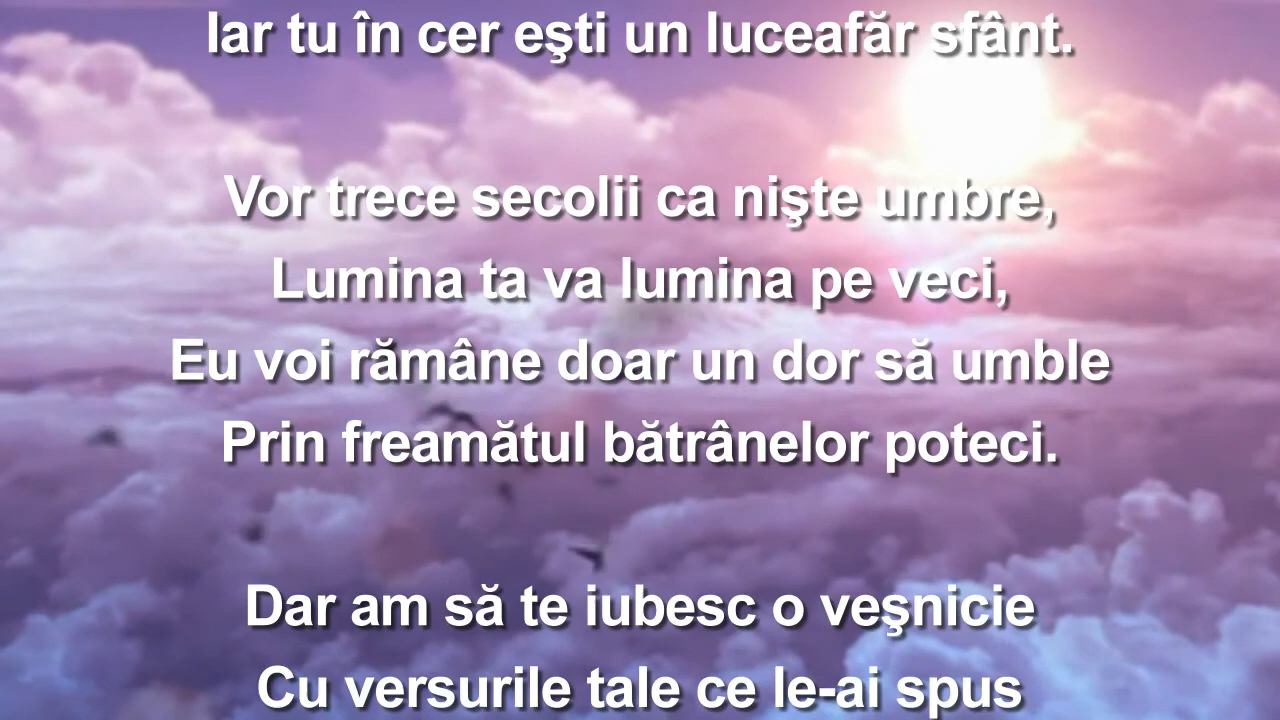 Iar tu în cer eşti un luceafăr sfânt.
Vor trece secolii ca nişte umbre,
Lumina ta va lumina pe veci,
Eu voi rămâne doar un dor să umble
Prin freamătul bătrânelor poteci.
Dar am să te iubesc o veşnicie
Cu versurile tale ce le-ai spus